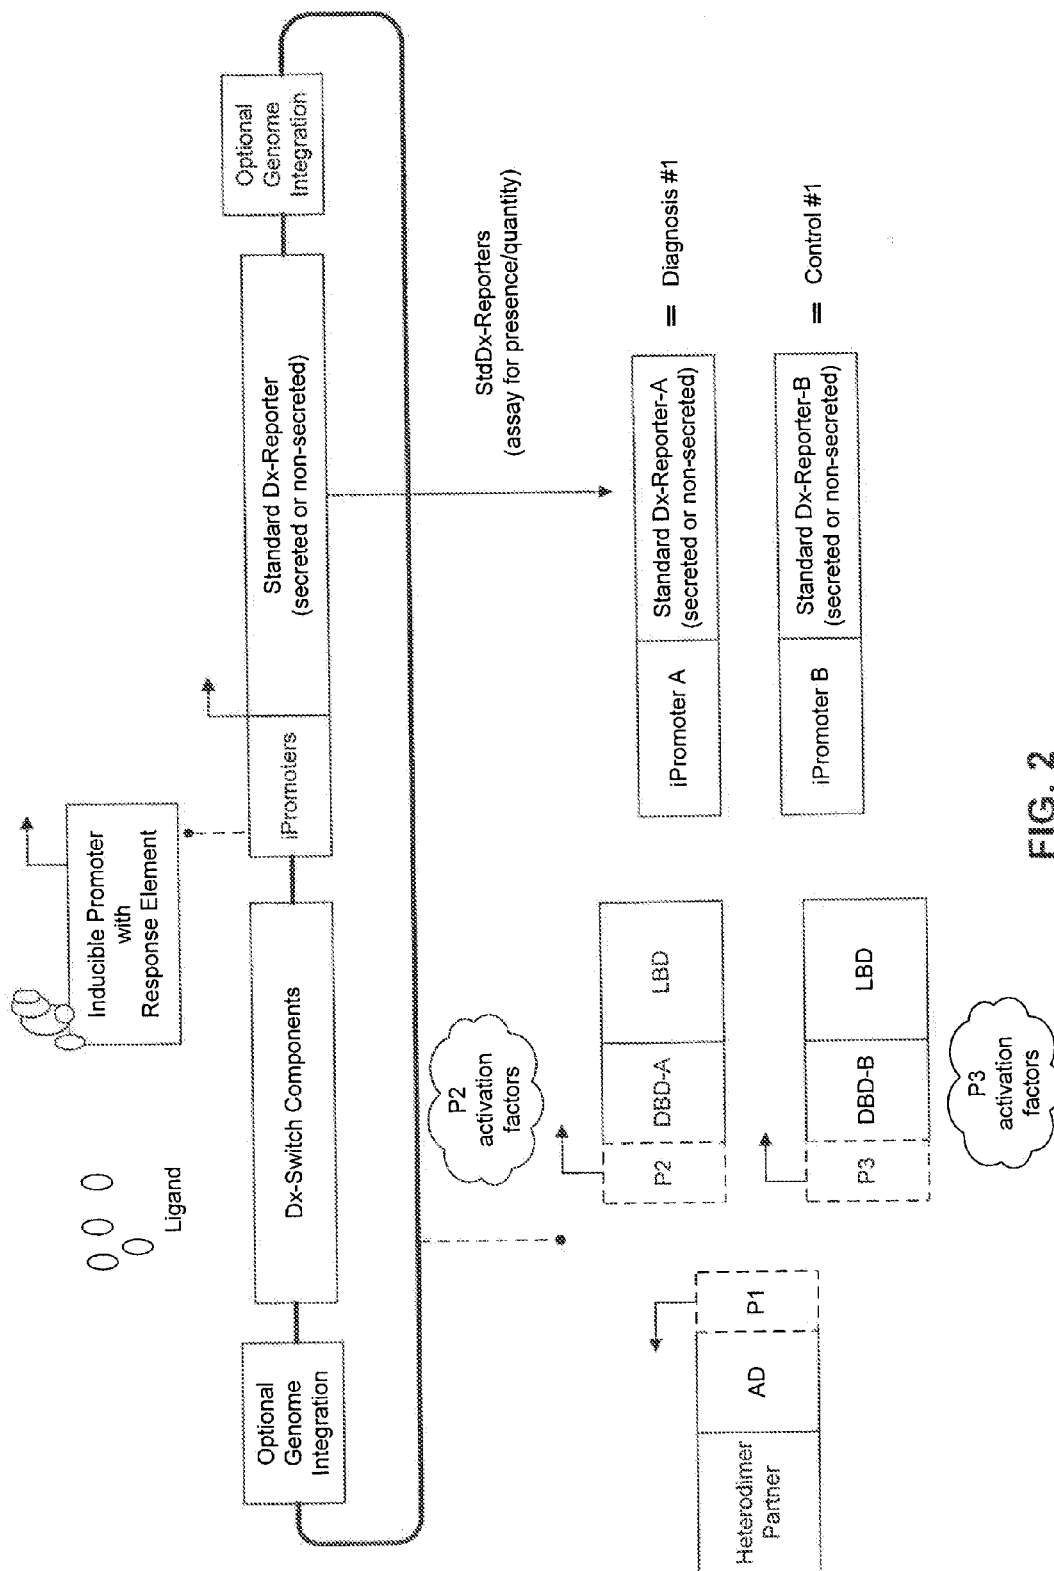 Inducible Promoter
with
Response Element
Ligand
Optional
Genome
Integration
Dx-Switch Components
iPromoters
Standard Dx-Reporter
(secreted or non-secreted)
Optional
Genome
Integration
P2
activation
factors
StdDx-Reporters
(assay for presence/quantity)
Heterodimer
Partner
AD
P1
P2
DBD-A
LBD
iPromoter A
Standard Dx-Reporter-A
(secreted or non-secreted)
= Diagnosis #1
P3
DBD-B
LBD
iPromoter B
Standard Dx-Reporter-B
(secreted or non-secreted)
= Control #1
P3
activation
factors
FIG. 2